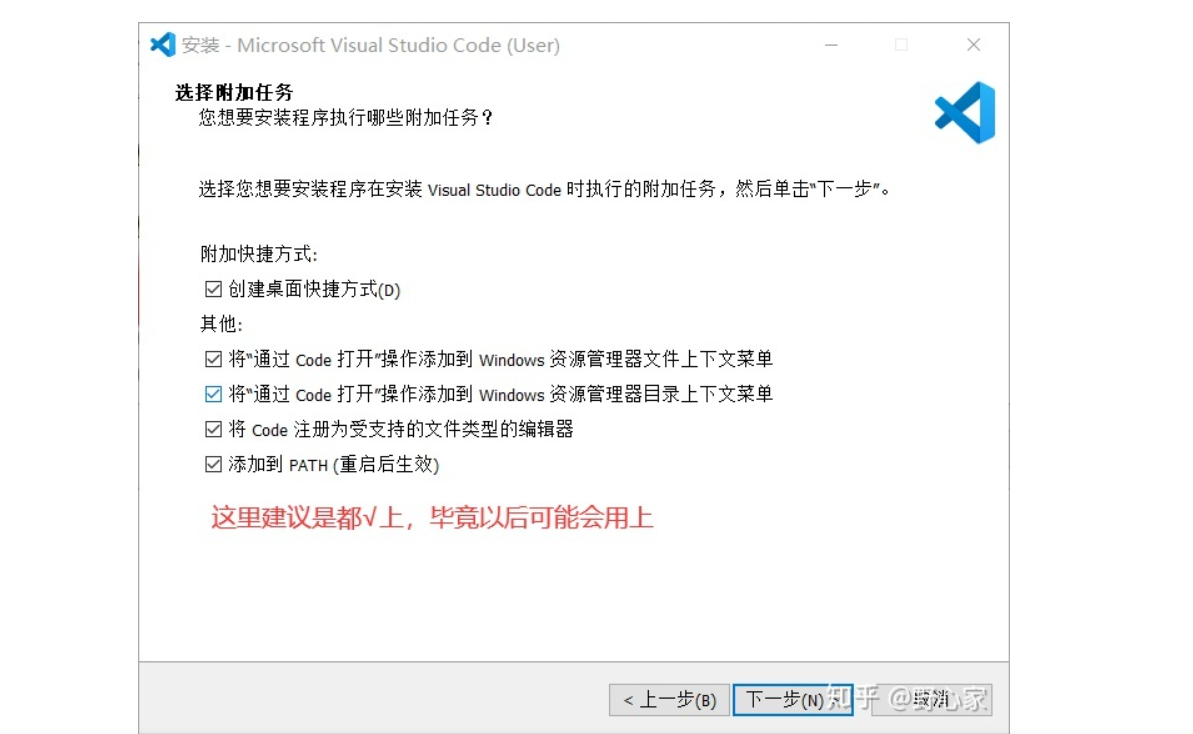 安装 - Microsoft Visual Studio Code (User)
选择附加任务
您想要安装程序执行哪些附加任务？
选择您想要安装程序在安装 Visual Studio Code 时执行的附加任务，然后单击“下一步”。
附加快捷方式:
创建桌面快捷方式(D)
其他:
将“通过 Code 打开”操作添加到 Windows 资源管理器文件上下文菜单
将“通过 Code 打开”操作添加到 Windows 资源管理器目录上下文菜单
将 Code 注册为受支持的文件类型的编辑器
添加到 PATH (重启后生效)
这里建议是都√上，毕竟以后可能会用上
< 上一步(B) 下一步(N) > 取消
知乎 @野心家